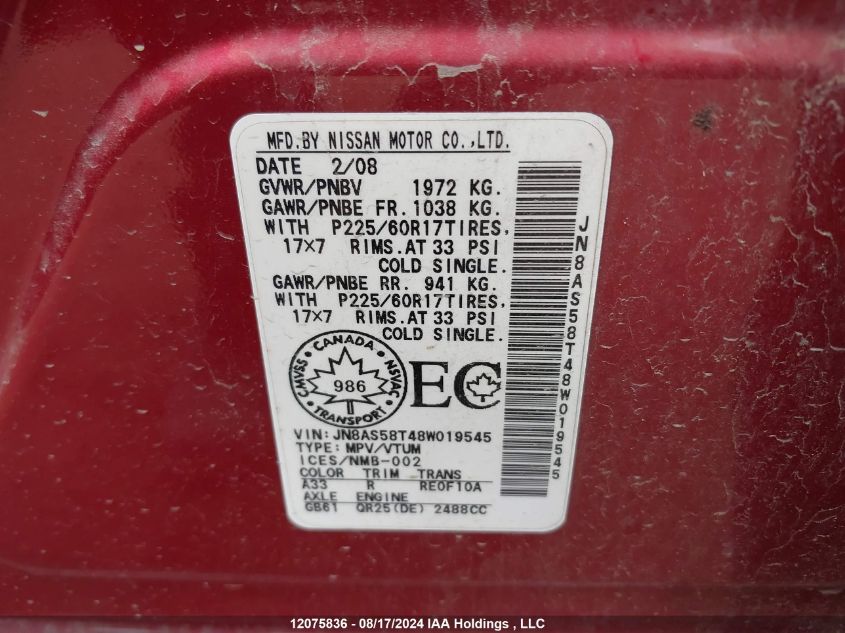 MFD.BY NISSAN MOTOR CO.,LTD.
DATE 2/08
GVWR/PNBV 1972 KG.
GAWR/PNBE FR. 1038 KG.
WITH P225/60R17TIRES,
17×7 RIMS.AT 33 PSI
COLD SINGLE.
GAWR/PNBE RR. 941 KG.
WITH P225/60R17TIRES,
17×7 RIMS.AT 33 PSI
COLD SINGLE.
CANADA
CMVSS NSVAC
986
TRANSPORT
EC
VIN:JN8AS58T48W019545
TYPE:MPV/VTUM
ICES/NMB-002
COLOR TRIM TRANS
A33 R RE0F10A
AXLE ENGINE
GB61 QR25(DE) 2488CC
JN8AS58T48W019545
12075836 - 08/17/2024 IAA Holdings , LLC